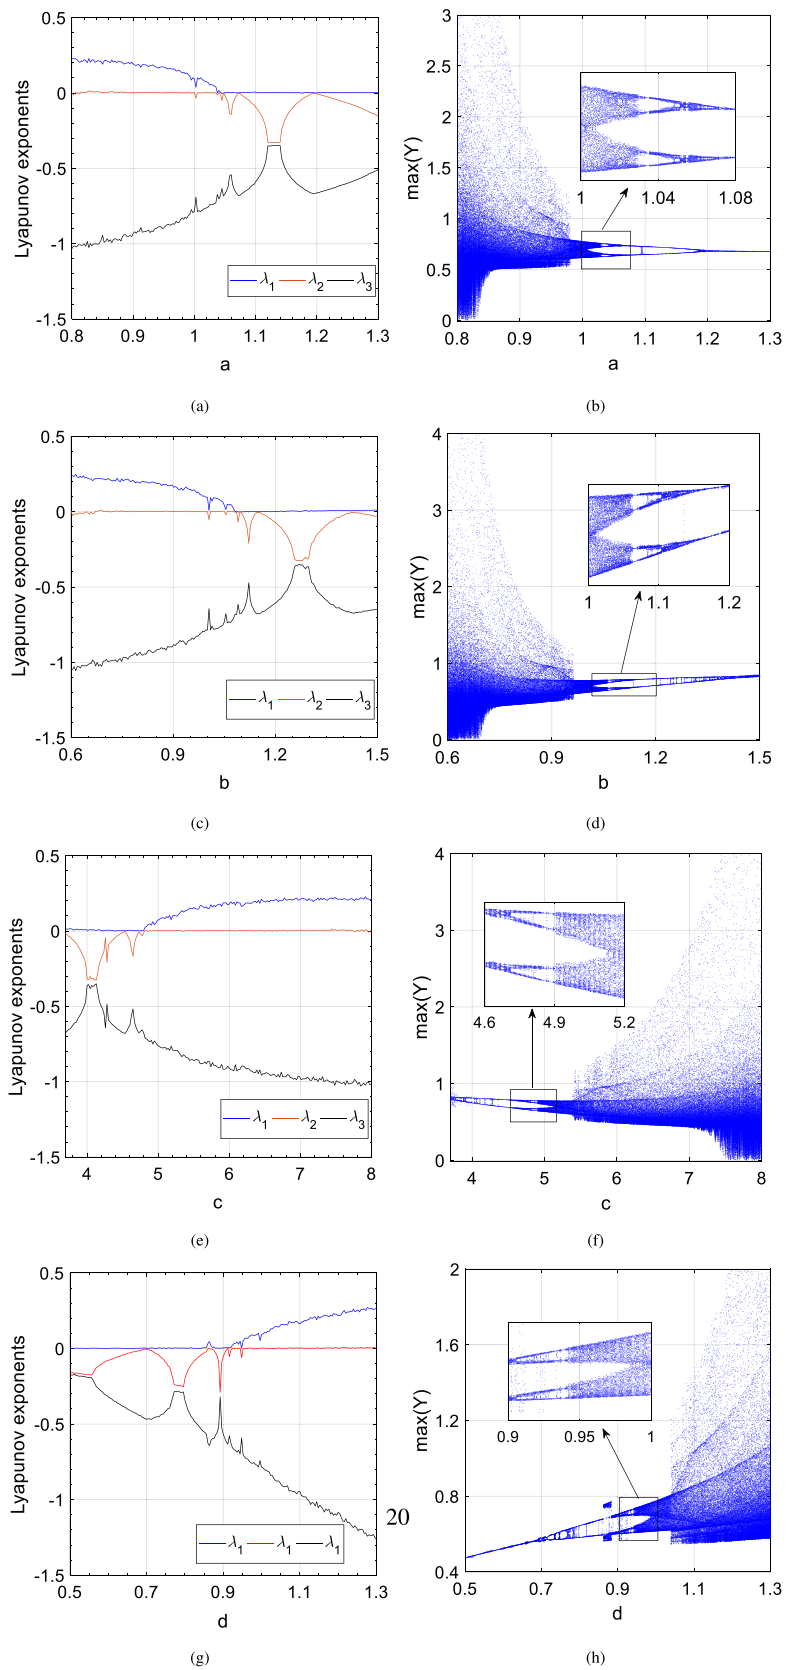 0.5
0
-0.5
-1
-1.5
Lyapunov exponents
λ1 λ2 λ3
0.8 0.9 1 1.1 1.2 1.3
a
(a)
3
2.5
2
1.5
1
0.5
0
max(Y)
1 1.04 1.08
0.8 0.9 1 1.1 1.2 1.3
a
(b)
0.5
0
-0.5
-1
-1.5
Lyapunov exponents
λ1 λ2 λ3
0.6 0.9 1.2 1.5
b
(c)
4
3
2
1
0
max(Y)
1 1.1 1.2
0.6 0.9 1.2 1.5
b
(d)
0.5
0
-0.5
-1
-1.5
Lyapunov exponents
λ1 λ2 λ3
4 5 6 7 8
c
(e)
4
3
2
1
0
max(Y)
4.6 4.9 5.2
4 5 6 7 8
c
(f)
0.5
0
-0.5
-1
-1.5
Lyapunov exponents
λ1 λ1 λ1
0.5 0.7 0.9 1.1 1.3
d
(g)
20
2
1.6
1.2
0.8
0.4
max(Y)
0.9 0.95 1
0.5 0.7 0.9 1.1 1.3
d
(h)